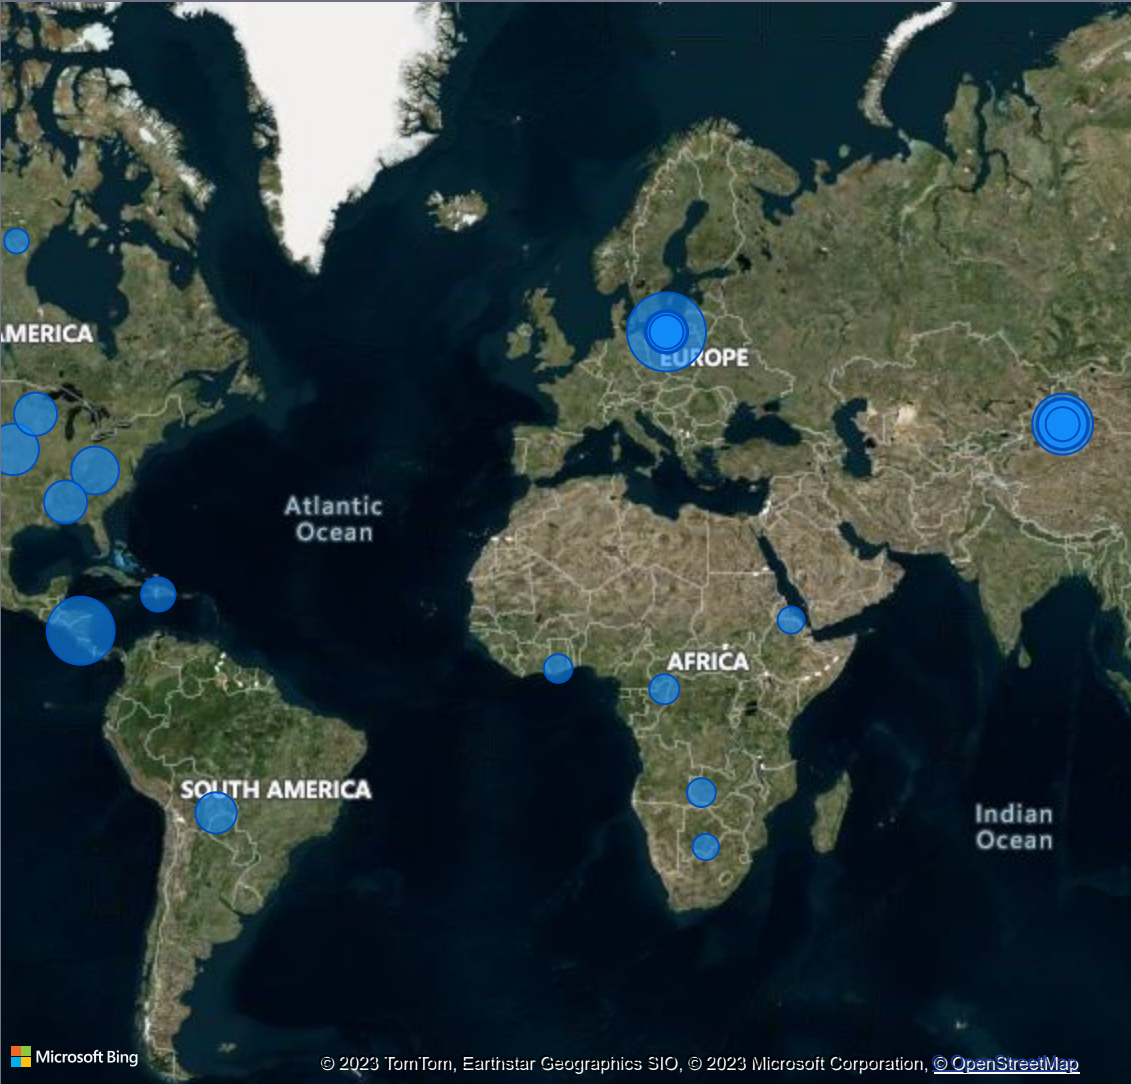 AMERICA
EUROPE
Atlantic
Ocean
AFRICA
SOUTH AMERICA
Indian
Ocean
Microsoft Bing
© 2023 TomTom, Earthstar Geographics SIO, © 2023 Microsoft Corporation, © OpenStreetMap